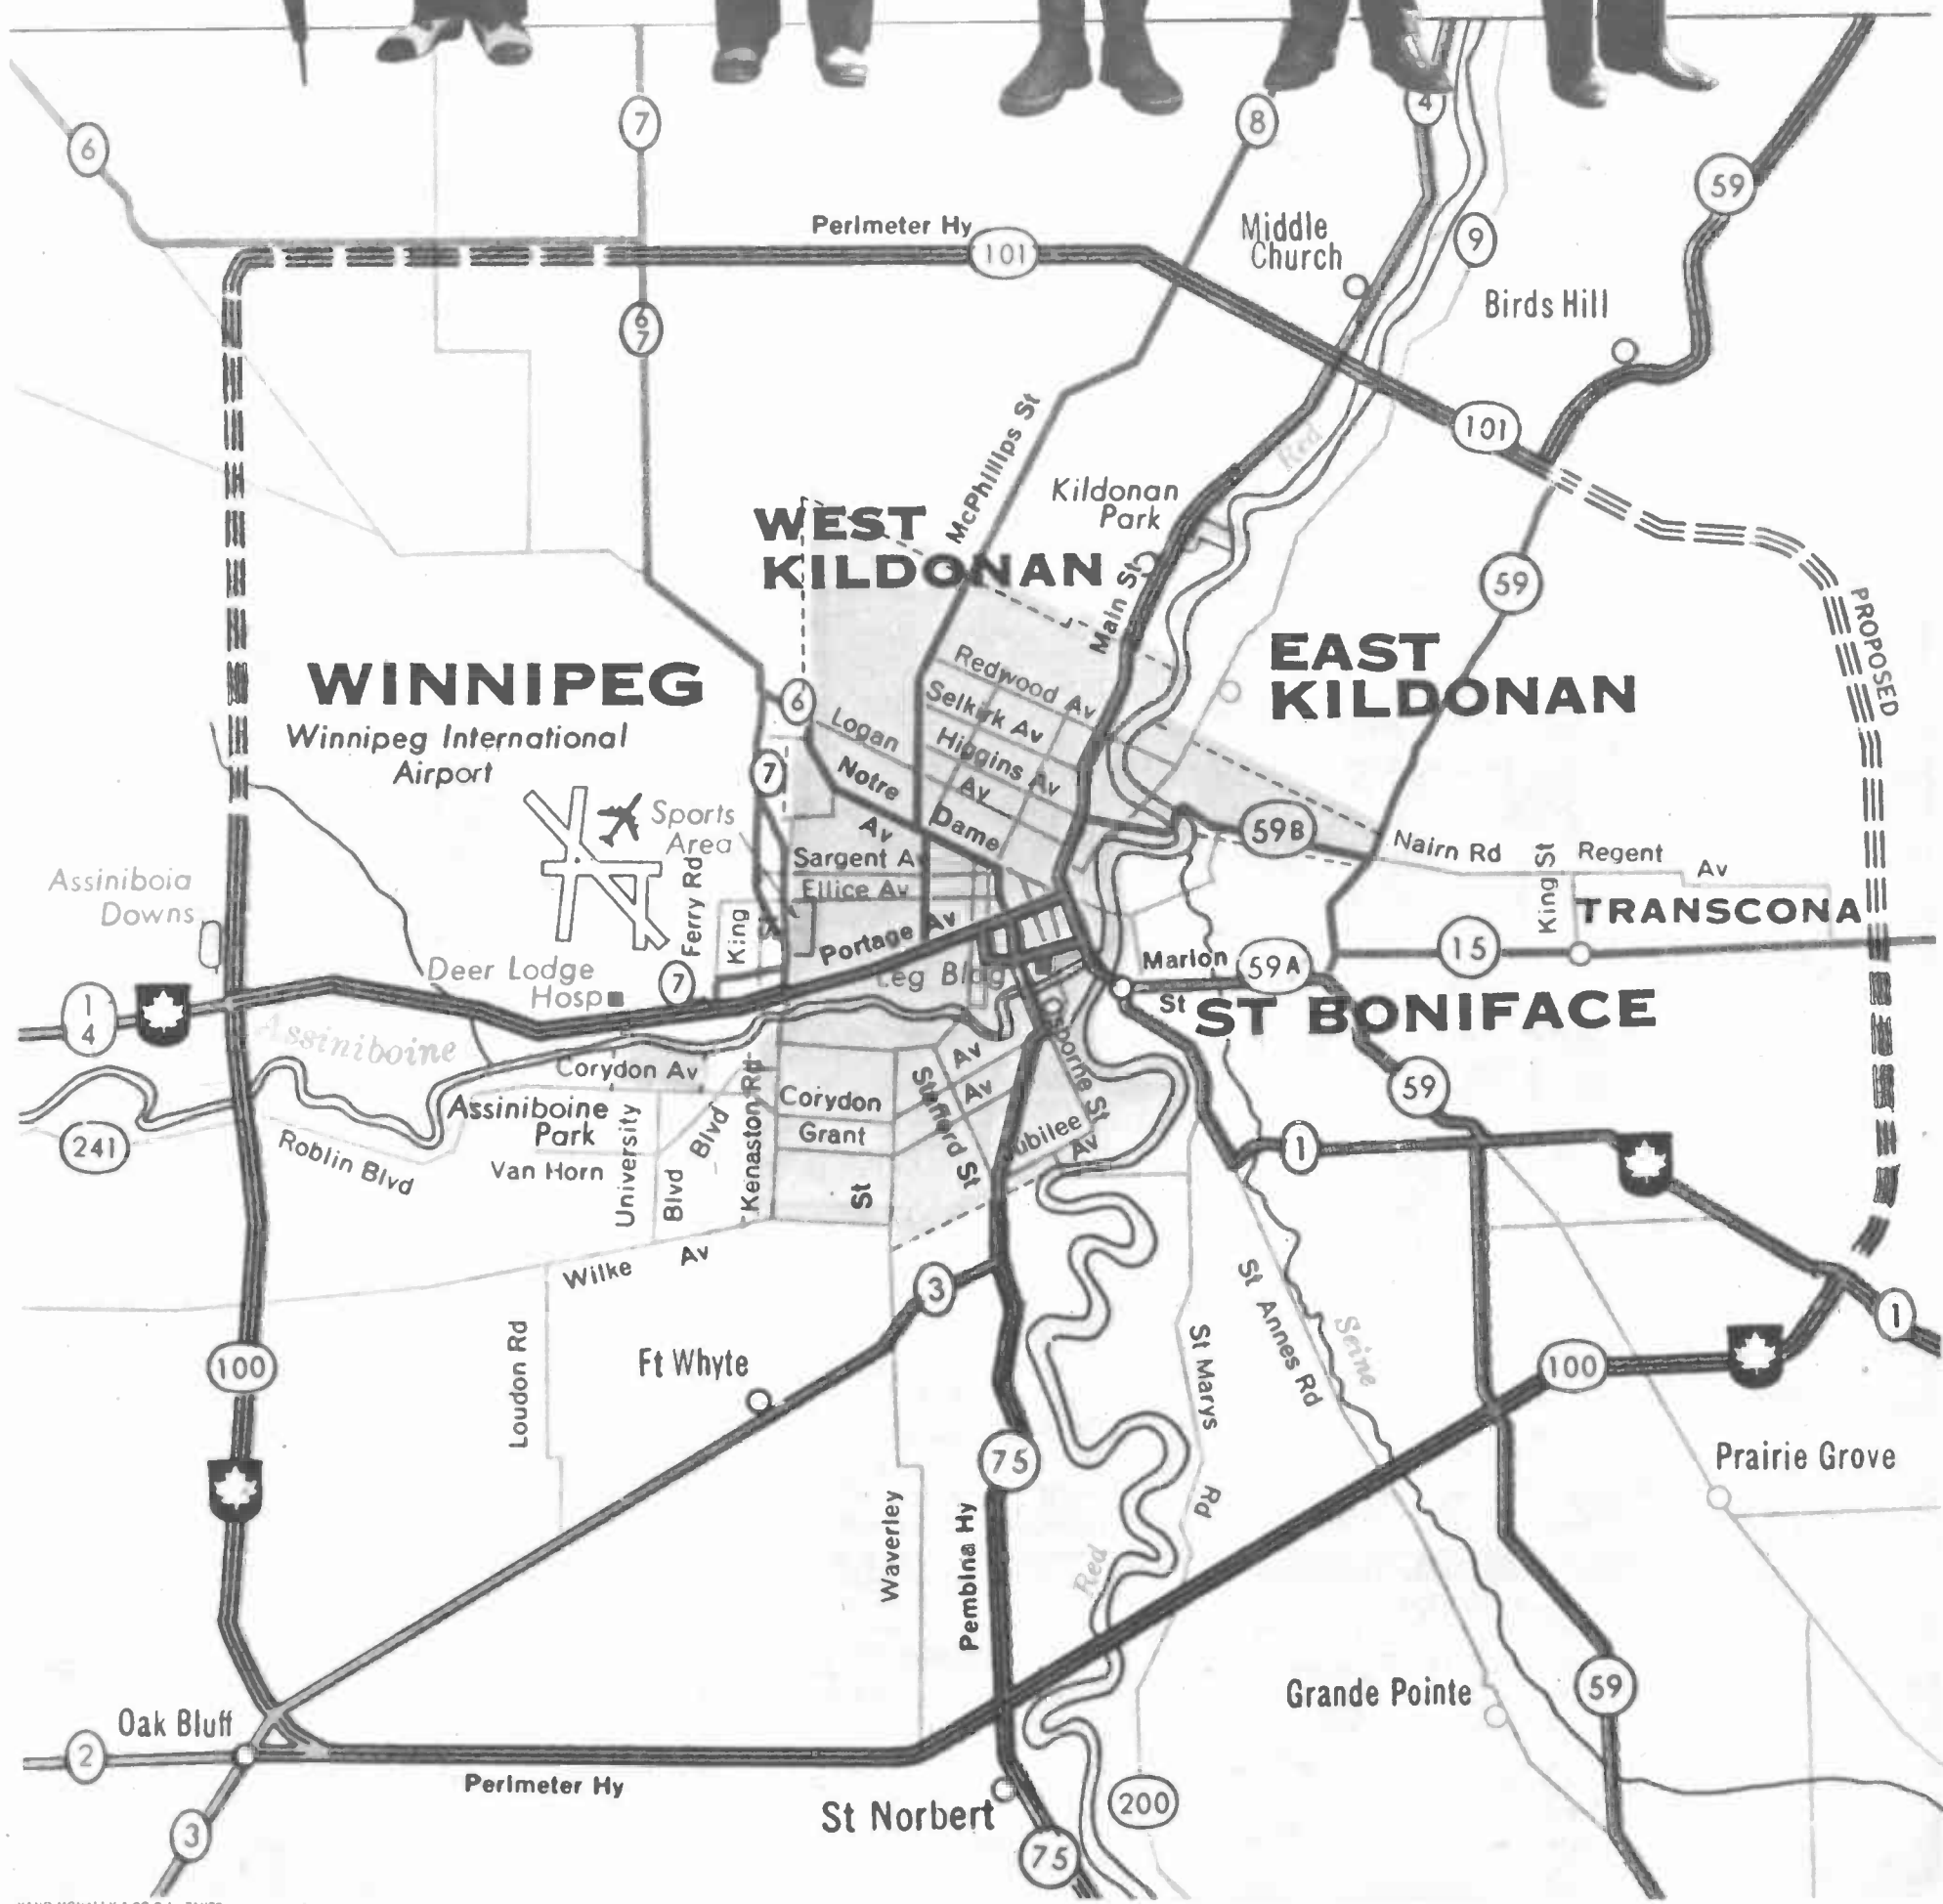 6
7
8
4
59
Perimeter Hy
101
Middle
Church
9
Birds Hill
6
7
101
McPhillips St
Kildonan
Park
Red
WEST
KILDONAN
Main St
59
PROPOSED
EAST
KILDONAN
WINNIPEG
Winnipeg International
Airport
6
Redwood Av
Selkirk Av
Logan
Higgins Av
Av
Notre
Dame
Av
7
Sports
Area
59B
Nairn Rd
King St
Regent
Av
Sargent Av
Ellice Av
Ferry Rd
King
St
Portage Av
Assiniboia
Downs
TRANSCONA
15
Marion
St
59A
Leg Bldg
Deer Lodge
Hosp
7
1
4
ST BONIFACE
Assiniboine
Osborne St
Corydon Av
Av
Av
Stafford St
59
Assiniboine
Park
Corydon
Grant
St
Kenaston Rd
Blvd
University
Blvd
Jubilee
Av
241
Roblin Blvd
Van Horn
1
Wilke
Av
3
St Annes Rd
Seine
1
100
Loudon Rd
Ft Whyte
St Marys
Rd
100
75
Prairie Grove
Waverley
Pembina Hy
Red
Grande Pointe
59
Oak Bluff
2
Perimeter Hy
St Norbert
200
3
75